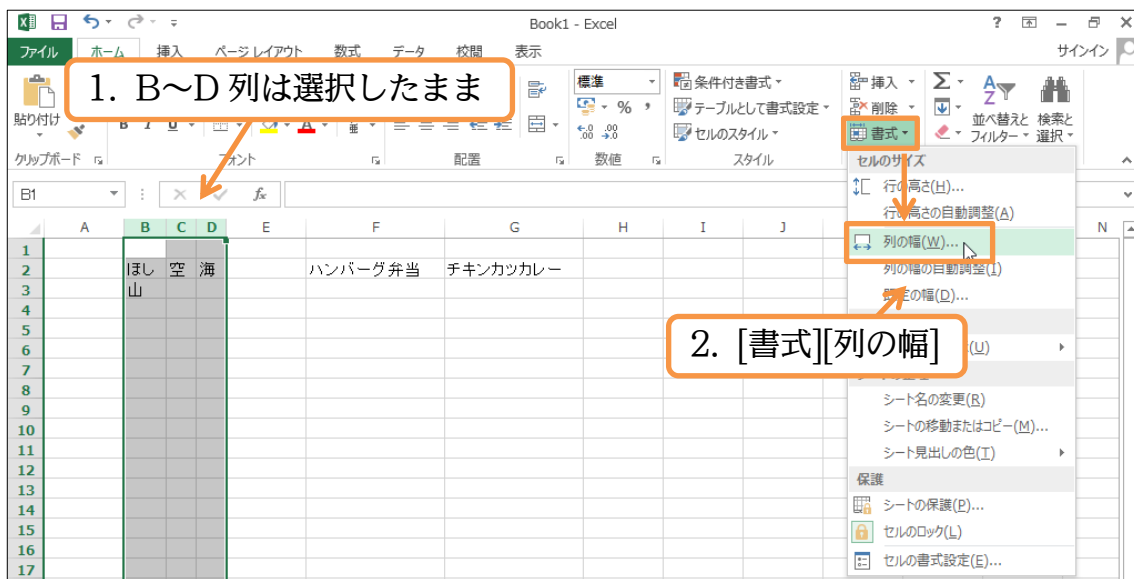 Book1 - Excel
ファイル ホーム 挿入 ページ レイアウト 数式 データ 校閲 表示 サインイン
1. B～D 列は選択したまま
標準
条件付き書式
テーブルとして書式設定
セルのスタイル
挿入
削除
書式
並べ替えと
フィルター
検索と
選択
貼り付け
クリップボード フォント 配置 数値 スタイル
B1 fx
A B C D E F G H I J N
1
2 ほし 空 海 ハンバーグ弁当 チキンカツカレー
3 山
4
5
6
7
8
9
10
11
12
13
14
15
16
17
セルのサイズ
行の高さ(H)...
行の高さの自動調整(A)
列の幅(W)...
列の幅の自動調整(I)
既定の幅(D)...
2. [書式][列の幅]
(U)
シート名の変更(R)
シートの移動またはコピー(M)...
シート見出しの色(T)
保護
シートの保護(P)...
セルのロック(L)
セルの書式設定(E)...